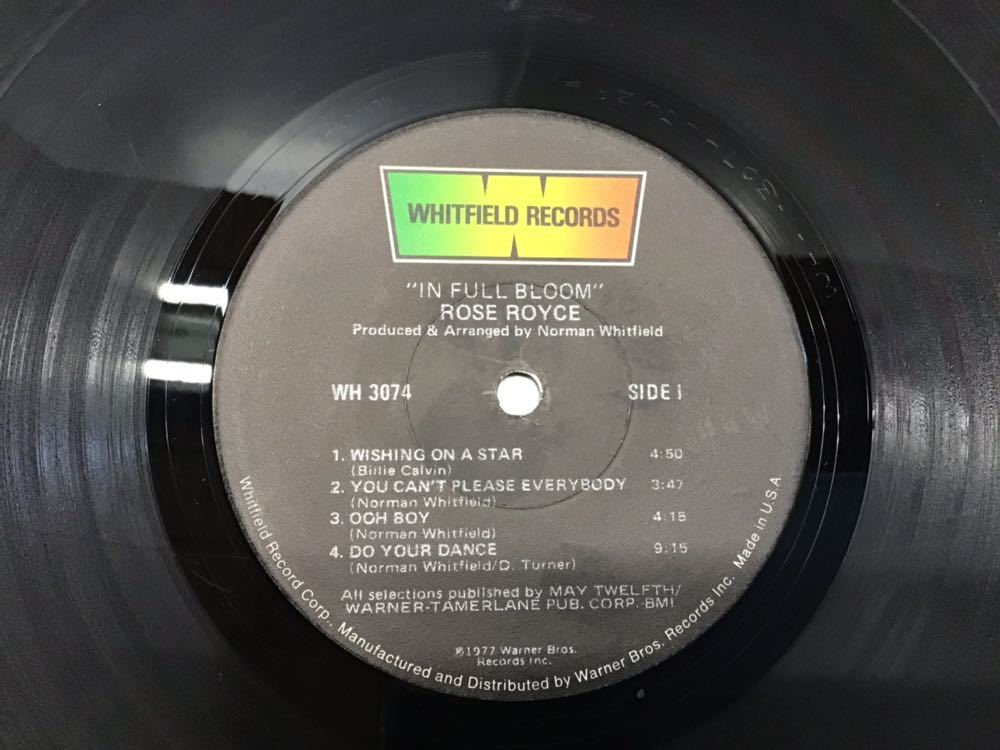 WHITFIELD RECORDS
"IN FULL BLOOM"
ROSE ROYCE
Produced & Arranged by Norman Whitfield
WH 3074
SIDE 1
1. WISHING ON A STAR 4:50
(Billie Calvin)
2. YOU CAN'T PLEASE EVERYBODY 3:47
(Norman Whitfield)
3. OOH BOY 4:15
(Norman Whitfield)
4. DO YOUR DANCE 9:15
(Norman Whitfield/D. Turner)
All selections published by MAY TWELFTH/
WARNER-TAMERLANE PUB. CORP.-BMI
℗1977 Warner Bros.
Records Inc.
Whitfield Record Corp., Manufactured and Distributed by Warner Bros. Records Inc. Made in U.S.A.